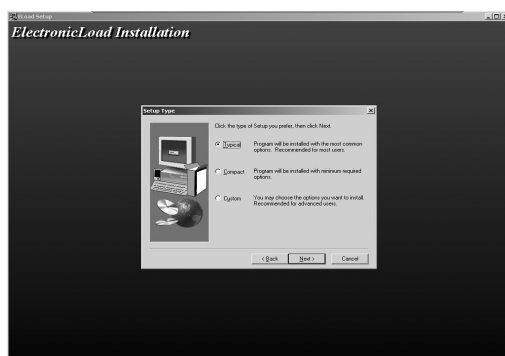 ELoad Setup
ElectronicLoad Installation
Setup Type
Click the type of Setup you prefer, then click Next.
Typical Program will be installed with the most common
options. Recommended for most users.
Compact Program will be installed with minimum required
options.
Custom You may choose the options you want to install.
Recommended for advanced users.
< Back Next > Cancel